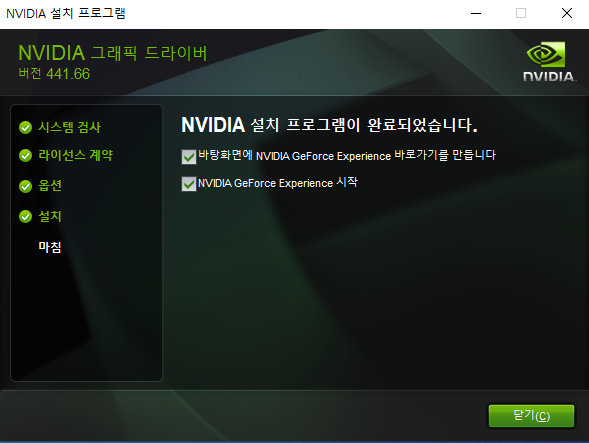 NVIDIA 설치 프로그램
NVIDIA 그래픽 드라이버
버전 441.66
NVIDIA.
시스템 검사
라이선스 계약
옵션
설치
마침
NVIDIA 설치 프로그램이 완료되었습니다.
바탕화면에 NVIDIA GeForce Experience 바로가기를 만듭니다
NVIDIA GeForce Experience 시작
닫기(C)